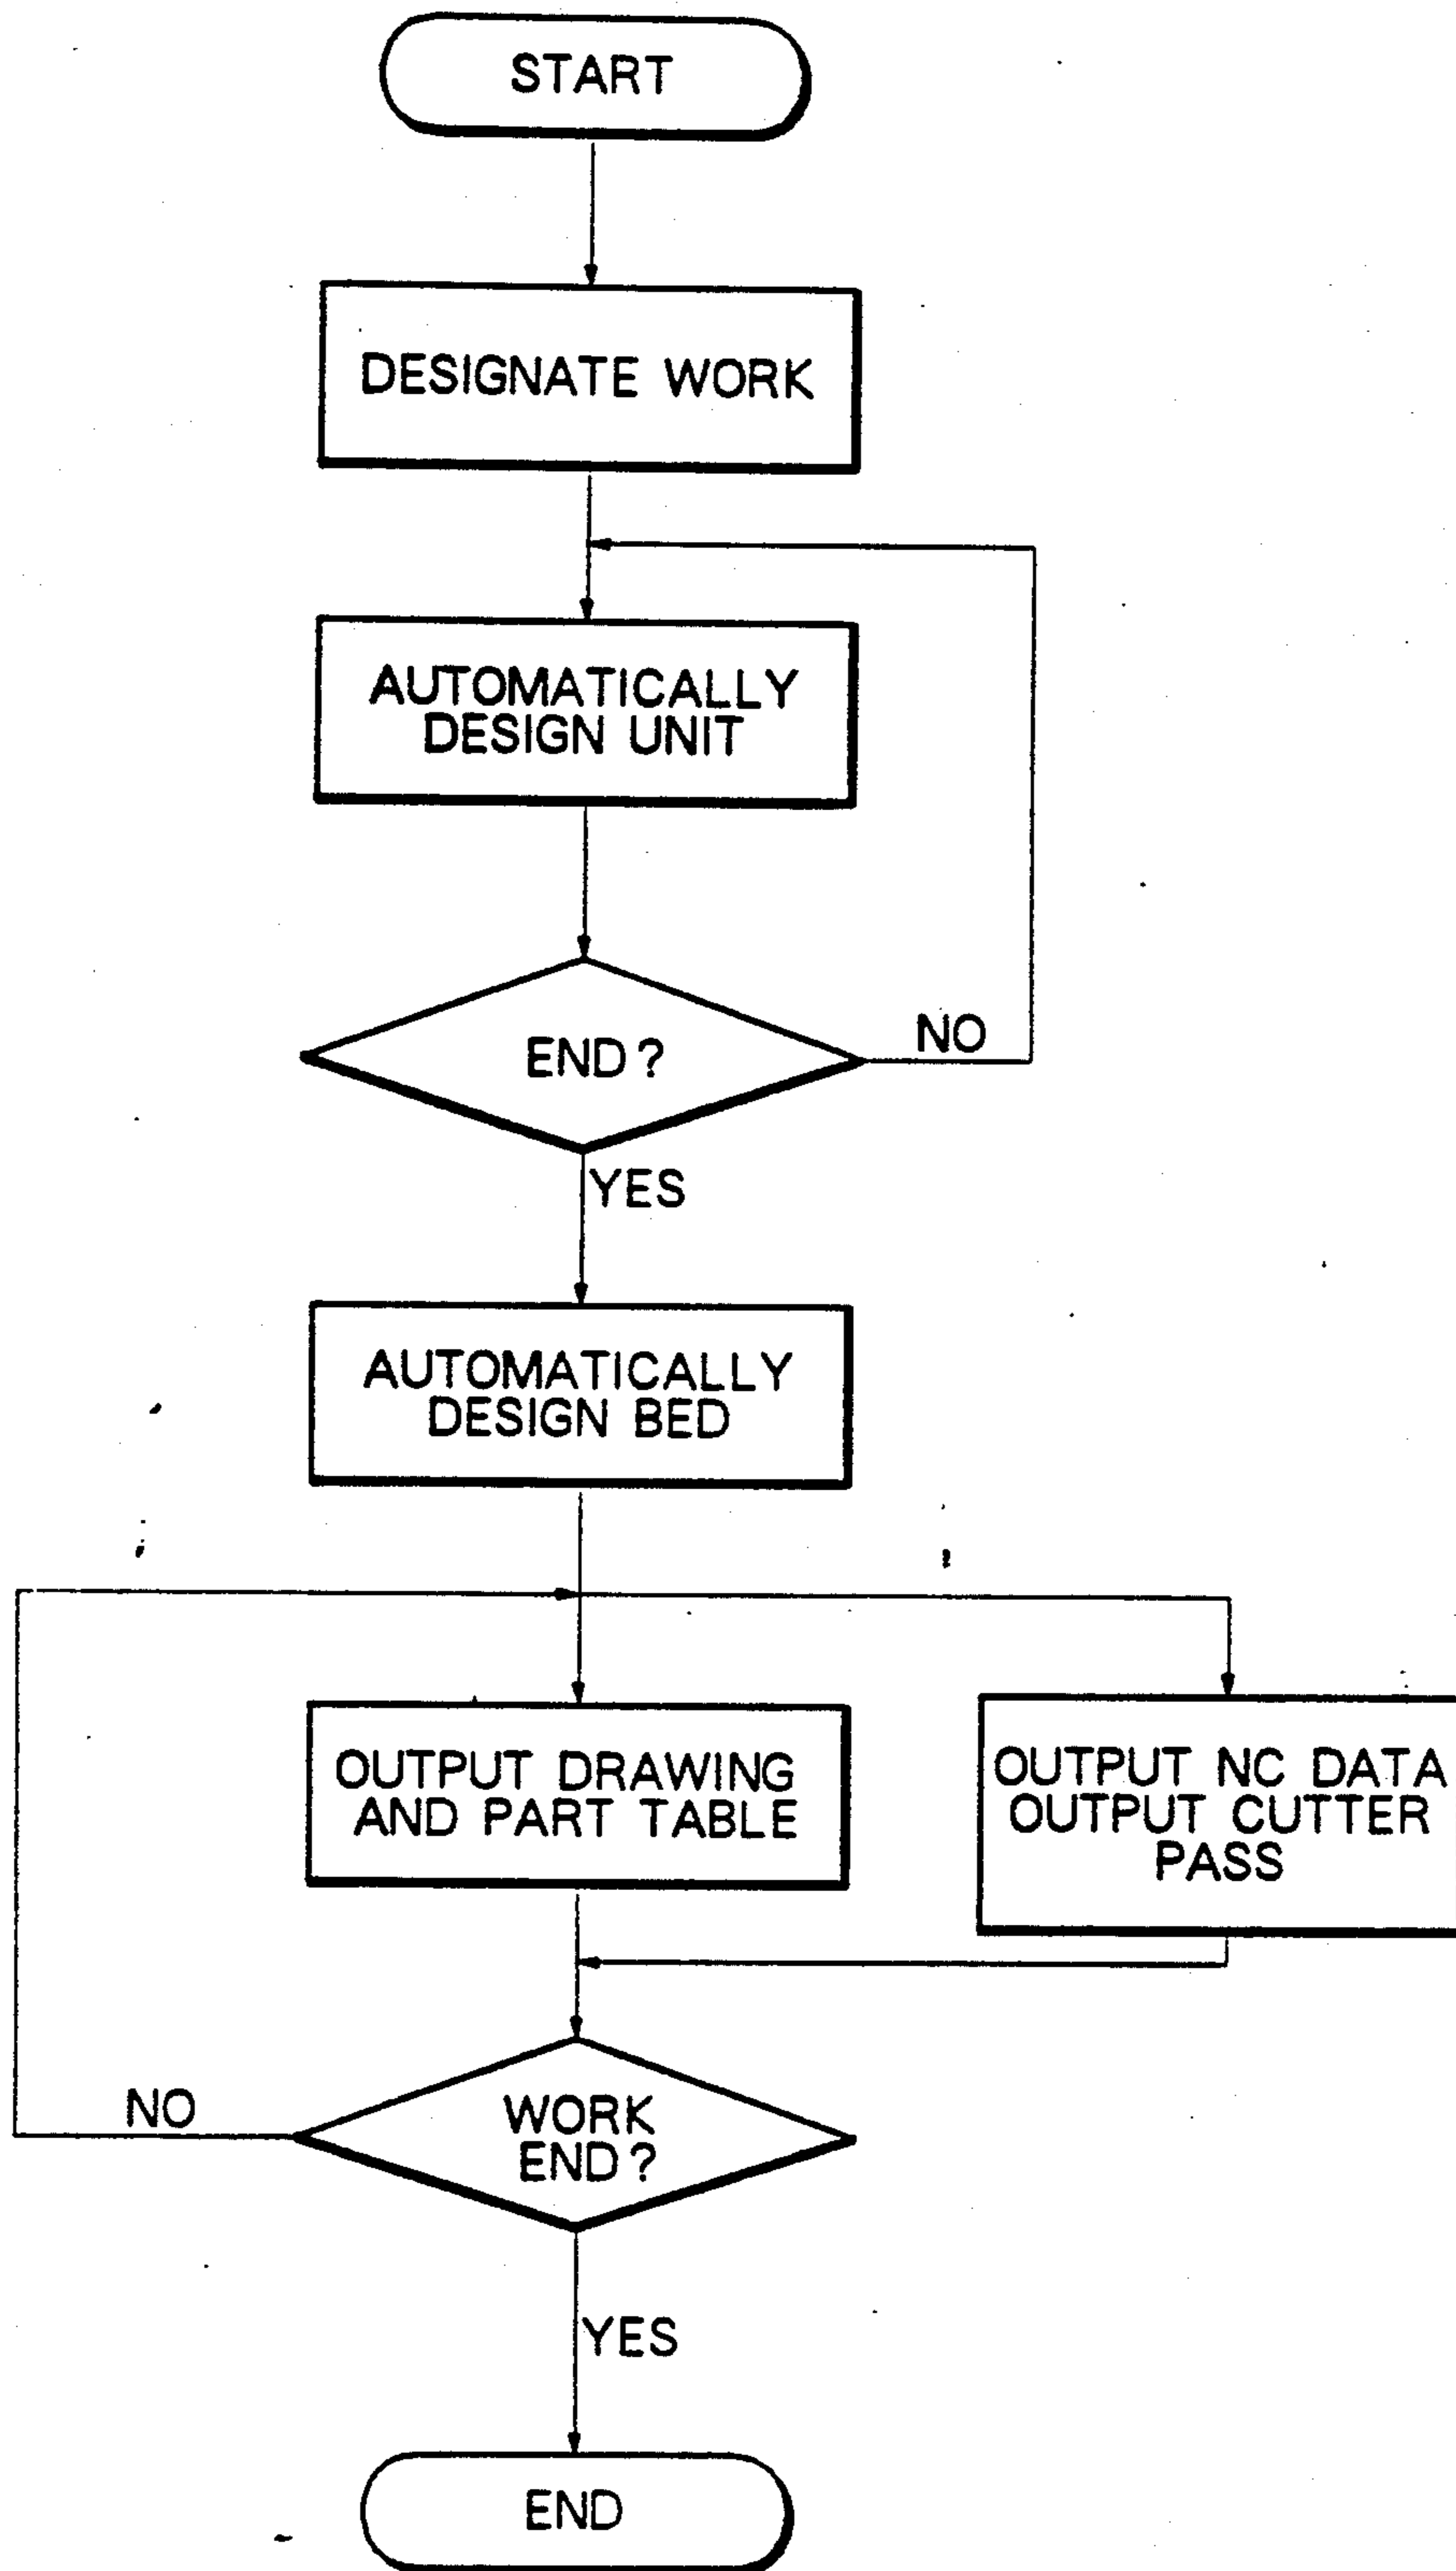 START
DESIGNATE WORK
AUTOMATICALLY
DESIGN UNIT
END?
NO
YES
AUTOMATICALLY
DESIGN BED
OUTPUT DRAWING
AND PART TABLE
OUTPUT NC DATA
OUTPUT CUTTER
PASS
NO
WORK
END?
YES
END